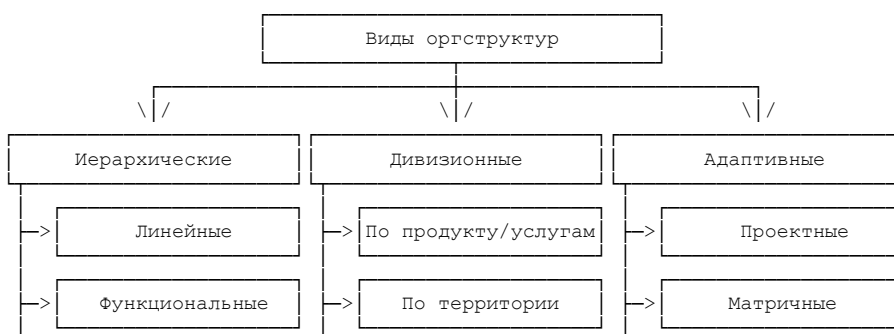 Виды оргструктур
Иерархические Дивизионные Адаптивные
Линейные По продукту/услугам Проектные
Функциональные По территории Матричные